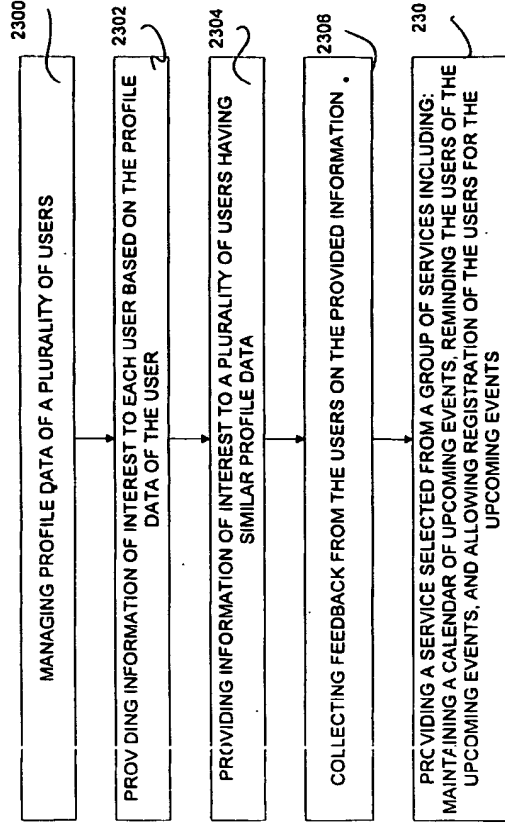 2300
MANAGING PROFILE DATA OF A PLURALITY OF USERS
2302
PROV DING INFORMATION OF INTEREST TO EACH USER BASED ON THE PROFILE
DATA OF THE USER
2304
PROVIDING INFORMATION OF INTEREST TO A PLURALITY OF USERS HAVING
SIMILAR PROFILE DATA
2308
COLLECTING FEEDBACK FROM THE USERS ON THE PROVIDED INFORMATION
230
PROVIDING A SERVICE SELECTED FROM A GROUP OF SERVICES INCLUDING:
MAINTAINING A CALENDAR OF UPCOMING EVENTS, REMINDING THE USERS OF THE
UPCOMING EVENTS, AND ALLOWING REGISTRATION OF THE USERS FOR THE
UPCOMING EVENTS